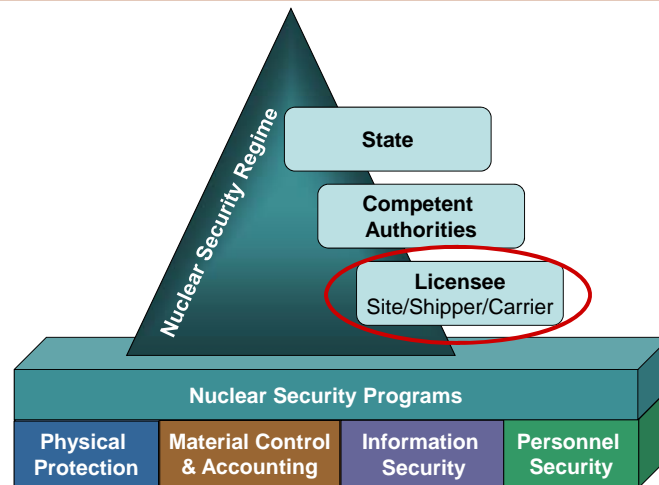 Nuclear Security Regime
State
Competent
Authorities
Licensee
Site/Shipper/Carrier
Nuclear Security Programs
Physical
Protection
Material Control
& Accounting
Information
Security
Personnel
Security